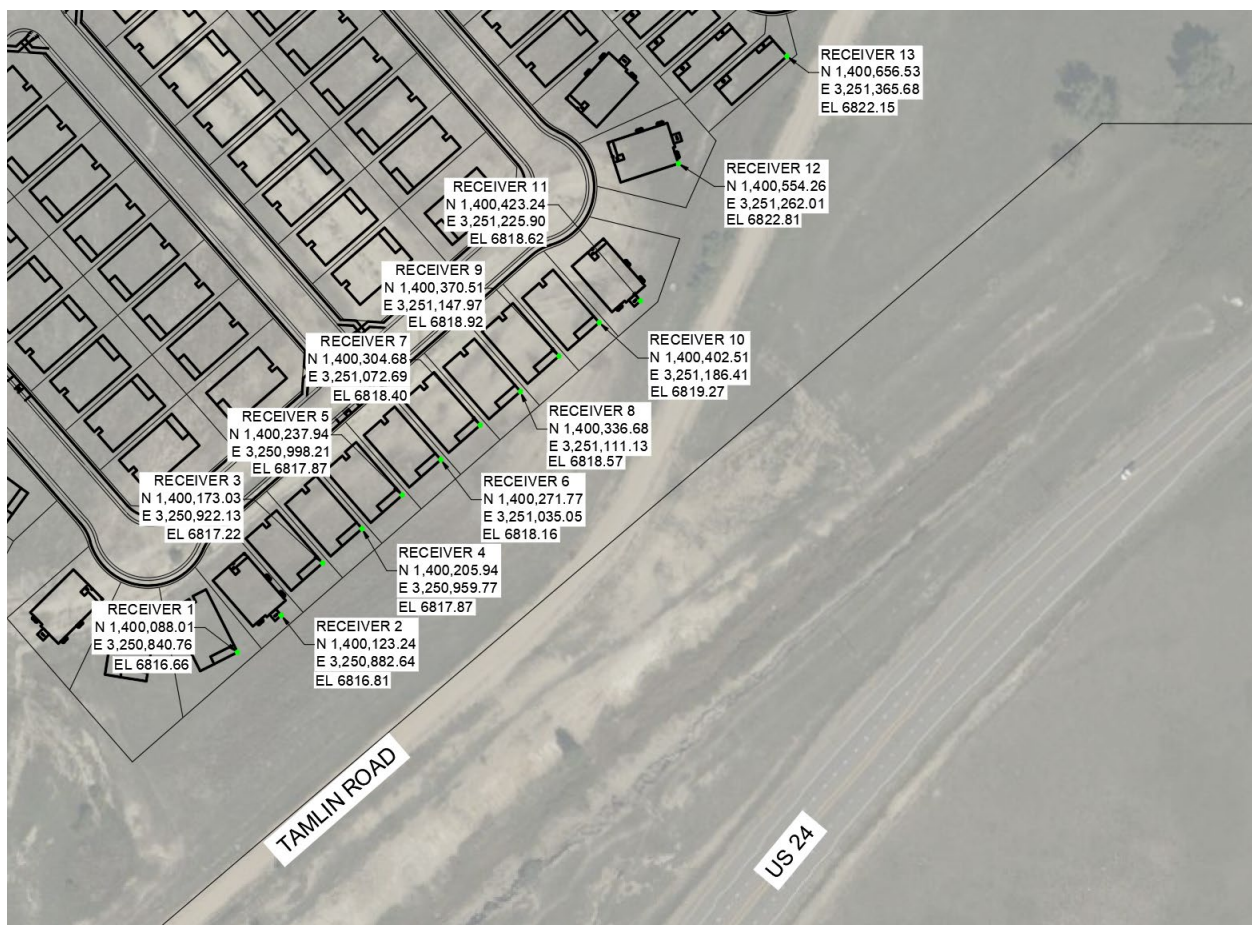 RECEIVER 13
N 1,400,656.53
E 3,251,365.68
EL 6822.15
RECEIVER 12
N 1,400,554.26
E 3,251,262.01
EL 6822.81
RECEIVER 11
N 1,400,423.24
E 3,251,225.90
EL 6818.62
RECEIVER 9
N 1,400,370.51
E 3,251,147.97
EL 6818.92
RECEIVER 10
N 1,400,402.51
E 3,251,186.41
EL 6819.27
RECEIVER 7
N 1,400,304.68
E 3,251,072.69
EL 6818.40
RECEIVER 8
N 1,400,336.68
E 3,251,111.13
EL 6818.57
RECEIVER 5
N 1,400,237.94
E 3,250,998.21
EL 6817.87
RECEIVER 6
N 1,400,271.77
E 3,251,035.05
EL 6818.16
RECEIVER 3
N 1,400,173.03
E 3,250,922.13
EL 6817.22
RECEIVER 4
N 1,400,205.94
E 3,250,959.77
EL 6817.87
RECEIVER 1
N 1,400,088.01
E 3,250,840.76
EL 6816.66
RECEIVER 2
N 1,400,123.24
E 3,250,882.64
EL 6816.81
TAMLIN ROAD
US 24